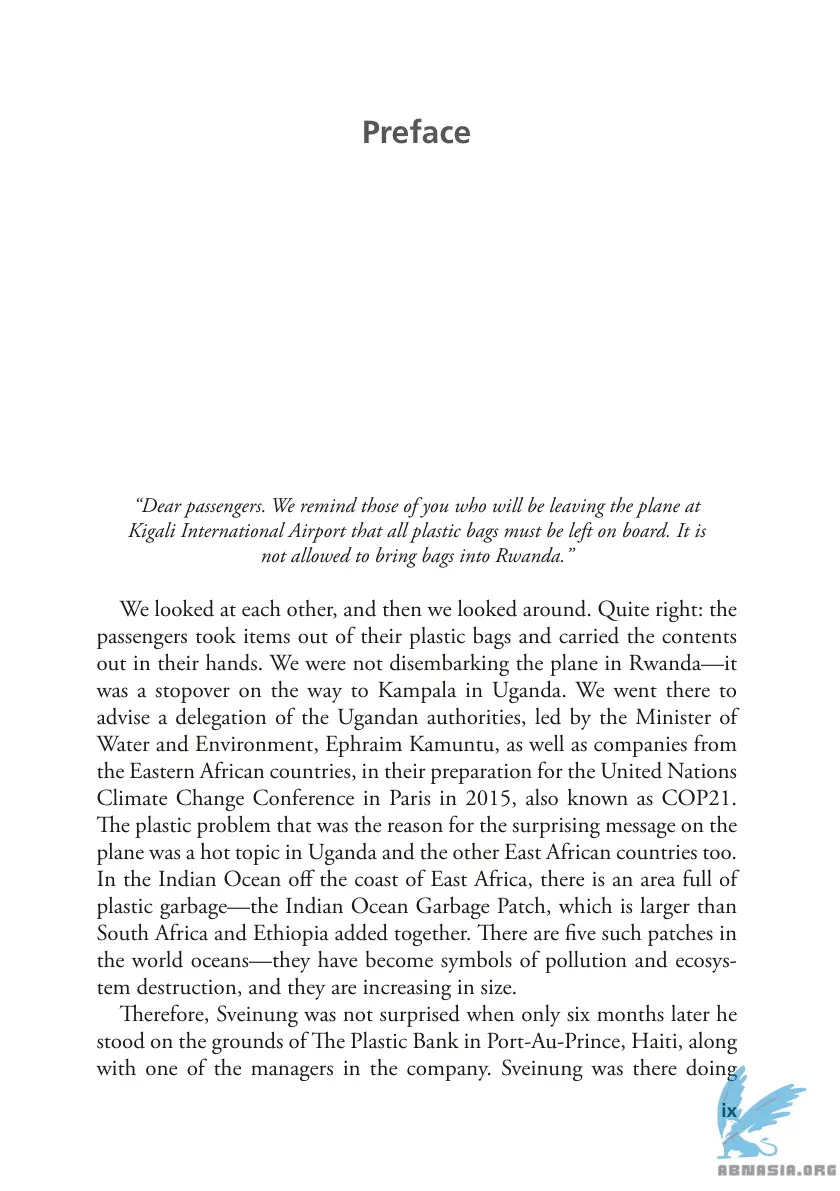 Preface
“Dear passengers. We remind those of you who will be leaving the plane at
Kigali International Airport that all plastic bags must be left on board. It is
not allowed to bring bags into Rwanda.”
We looked at each other, and then we looked around. Quite right: the
passengers took items out of their plastic bags and carried the contents
out in their hands. We were not disembarking the plane in Rwanda—it
was a stopover on the way to Kampala in Uganda. We went there to
advise a delegation of the Ugandan authorities, led by the Minister of
Water and Environment, Ephraim Kamuntu, as well as companies from
the Eastern African countries, in their preparation for the United Nations
Climate Change Conference in Paris in 2015, also known as COP21.
The plastic problem that was the reason for the surprising message on the
plane was a hot topic in Uganda and the other East African countries too.
In the Indian Ocean off the coast of East Africa, there is an area full of
plastic garbage—the Indian Ocean Garbage Patch, which is larger than
South Africa and Ethiopia added together. There are five such patches in
the world oceans—they have become symbols of pollution and ecosys-
tem destruction, and they are increasing in size.
Therefore, Sveinung was not surprised when only six months later he
stood on the grounds of The Plastic Bank in Port-Au-Prince, Haiti, along
with one of the managers in the company. Sveinung was there doing
ix
ABNASIA.ORG